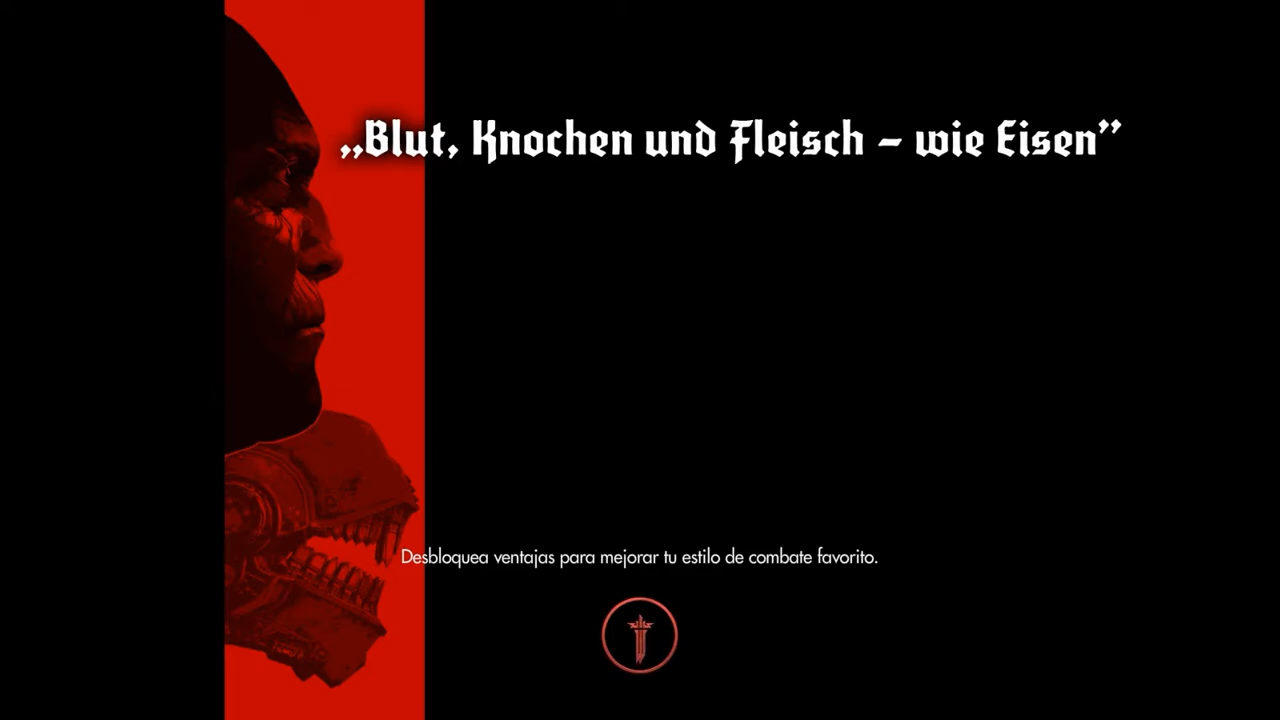 „Blut, Knochen und Fleisch – wie Eisen”
Desbloquea ventajas para mejorar tu estilo de combate favorito.